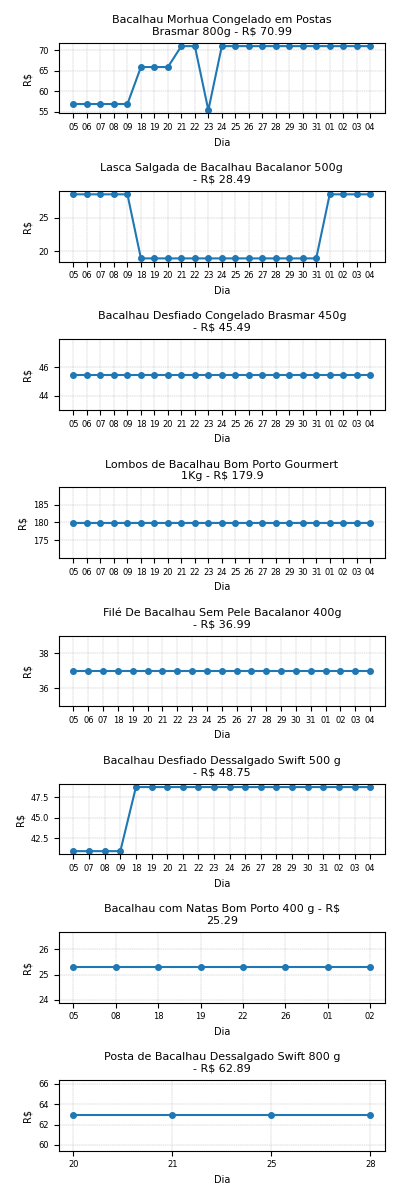 Bacalhau Morhua Congelado em Postas
Brasmar 800g - R$ 70.99
70
65
60
55
R$
05 06 07 08 09 18 19 20 21 22 23 24 25 26 27 28 29 30 31 01 02 03 04
Dia
Lasca Salgada de Bacalhau Bacalanor 500g
- R$ 28.49
25
20
R$
05 06 07 08 09 18 19 20 21 22 23 24 25 26 27 28 29 30 31 01 02 03 04
Dia
Bacalhau Desfiado Congelado Brasmar 450g
- R$ 45.49
46
44
R$
05 06 07 08 09 18 19 20 21 22 23 24 25 26 27 28 29 30 31 01 02 03 04
Dia
Lombos de Bacalhau Bom Porto Gourmert
1Kg - R$ 179.9
185
180
175
R$
05 06 07 08 09 18 19 20 21 22 23 24 25 26 27 28 29 30 31 01 02 03 04
Dia
Filé De Bacalhau Sem Pele Bacalanor 400g
- R$ 36.99
38
36
R$
05 06 07 18 19 20 21 22 23 24 25 26 27 28 29 30 31 01 02 03 04
Dia
Bacalhau Desfiado Dessalgado Swift 500 g
- R$ 48.75
47.5
45.0
42.5
R$
05 07 08 09 18 19 20 21 22 23 24 26 27 28 29 30 31 02 03 04
Dia
Bacalhau com Natas Bom Porto 400 g - R$
25.29
26
25
24
R$
05 08 18 19 22 26 01 02
Dia
Posta de Bacalhau Dessalgado Swift 800 g
- R$ 62.89
66
64
62
60
R$
20 21 25 28
Dia